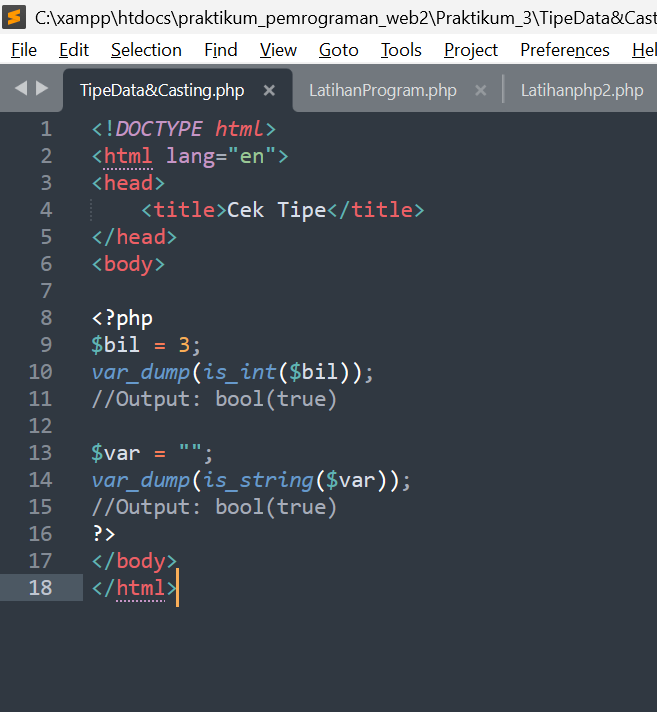 C:\xampp\htdocs\praktikum_pemrograman_web2\Praktikum_3\TipeData&Cast
File Edit Selection Find View Goto Tools Project Preferences Hel
TipeData&Casting.php × LatihanProgram.php × Latihanphp2.php
1 <!DOCTYPE html>
2 <html lang="en">
3 <head>
4     <title>Cek Tipe</title>
5 </head>
6 <body>
7
8 <?php
9 $bil = 3;
10 var_dump(is_int($bil));
11 //Output: bool(true)
12
13 $var = "";
14 var_dump(is_string($var));
15 //Output: bool(true)
16 ?>
17 </body>
18 </html>